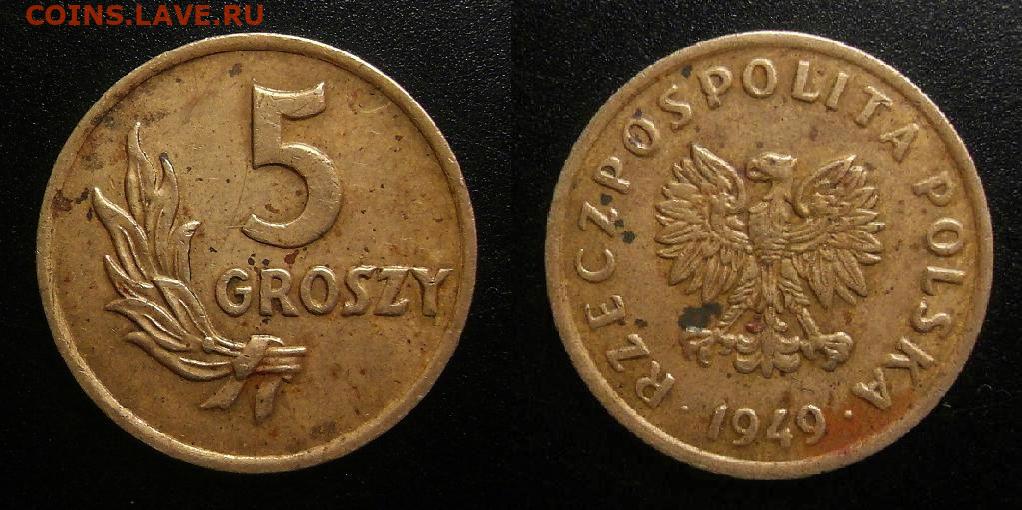 COINS.LAVE.RU
5
GROSZY
RZECZPOSPOLITA POLSKA
· 1949 ·